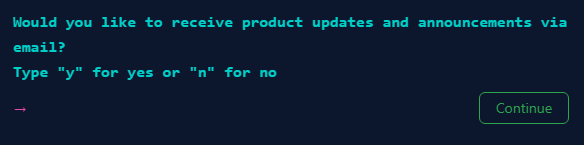 Would you like to receive product updates and announcements via
email?
Type "y" for yes or "n" for no
→
Continue